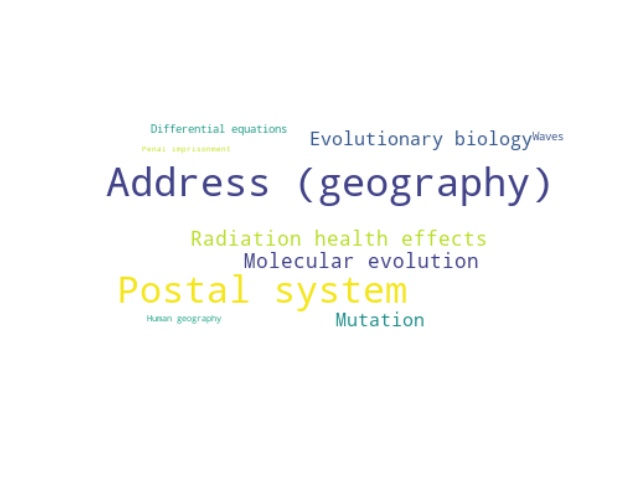 Differential equations
Evolutionary biology
Waves
Penal imprisonment
Address (geography)
Radiation health effects
Molecular evolution
Postal system
Human geography
Mutation